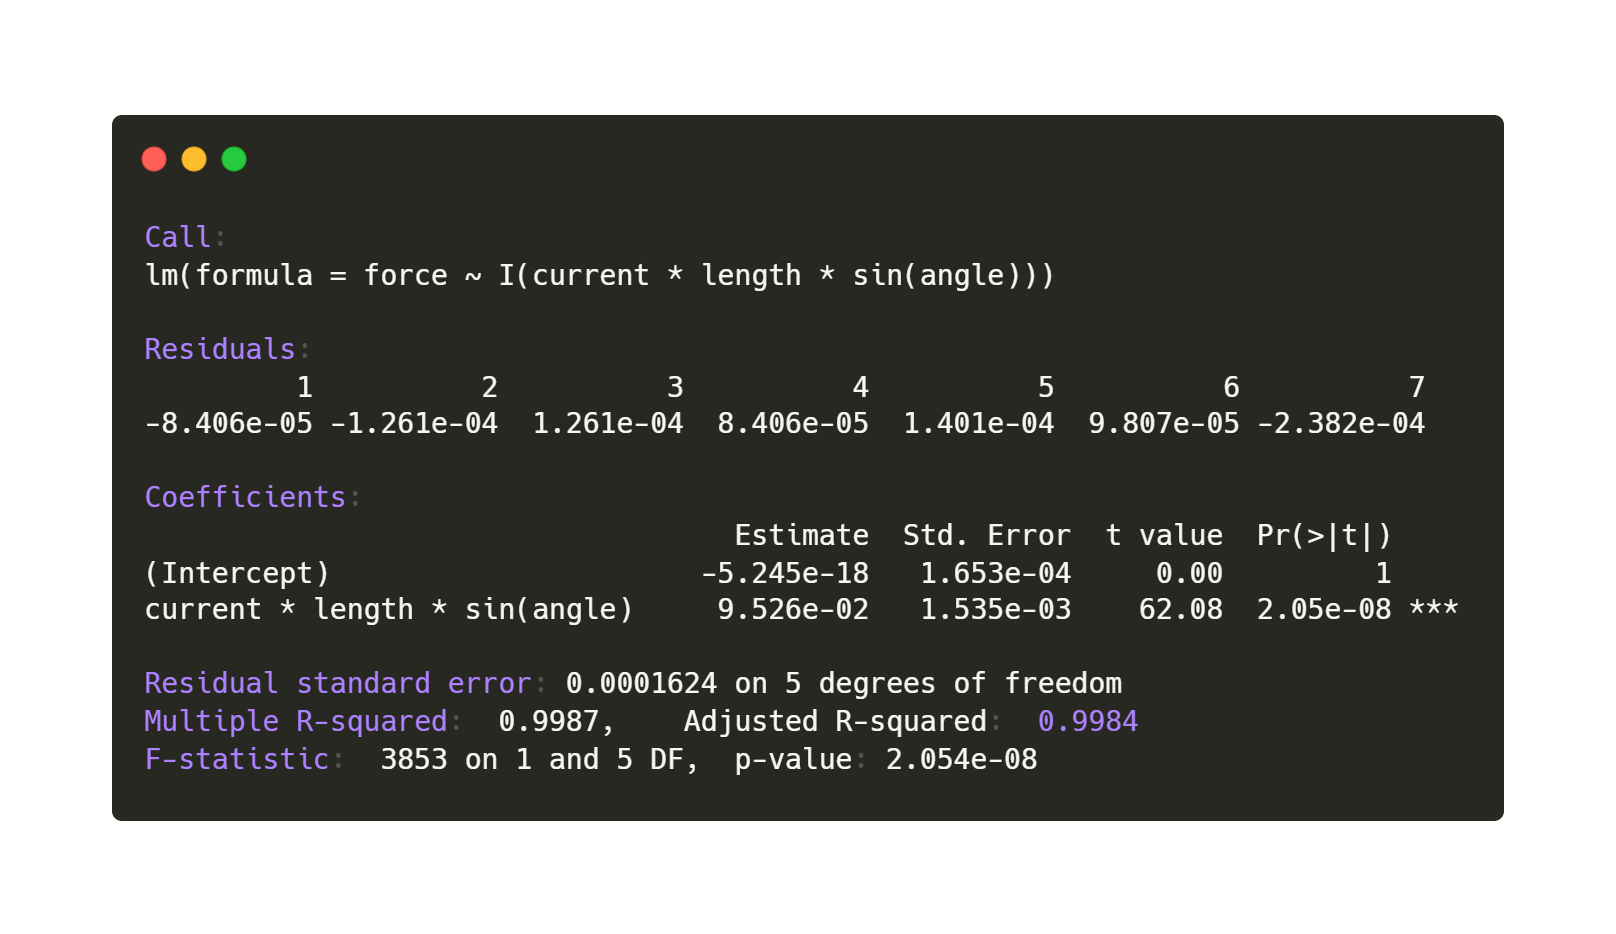 Call:
lm(formula = force ~ I(current * length * sin(angle)))
Residuals:
1 2 3 4 5 6 7
-8.406e-05 -1.261e-04 1.261e-04 8.406e-05 1.401e-04 9.807e-05 -2.382e-04
Coefficients:
Estimate Std. Error t value Pr(>|t|)
(Intercept) -5.245e-18 1.653e-04 0.00 1
current * length * sin(angle) 9.526e-02 1.535e-03 62.08 2.05e-08 ***
Residual standard error: 0.0001624 on 5 degrees of freedom
Multiple R-squared: 0.9987, Adjusted R-squared: 0.9984
F-statistic: 3853 on 1 and 5 DF, p-value: 2.054e-08